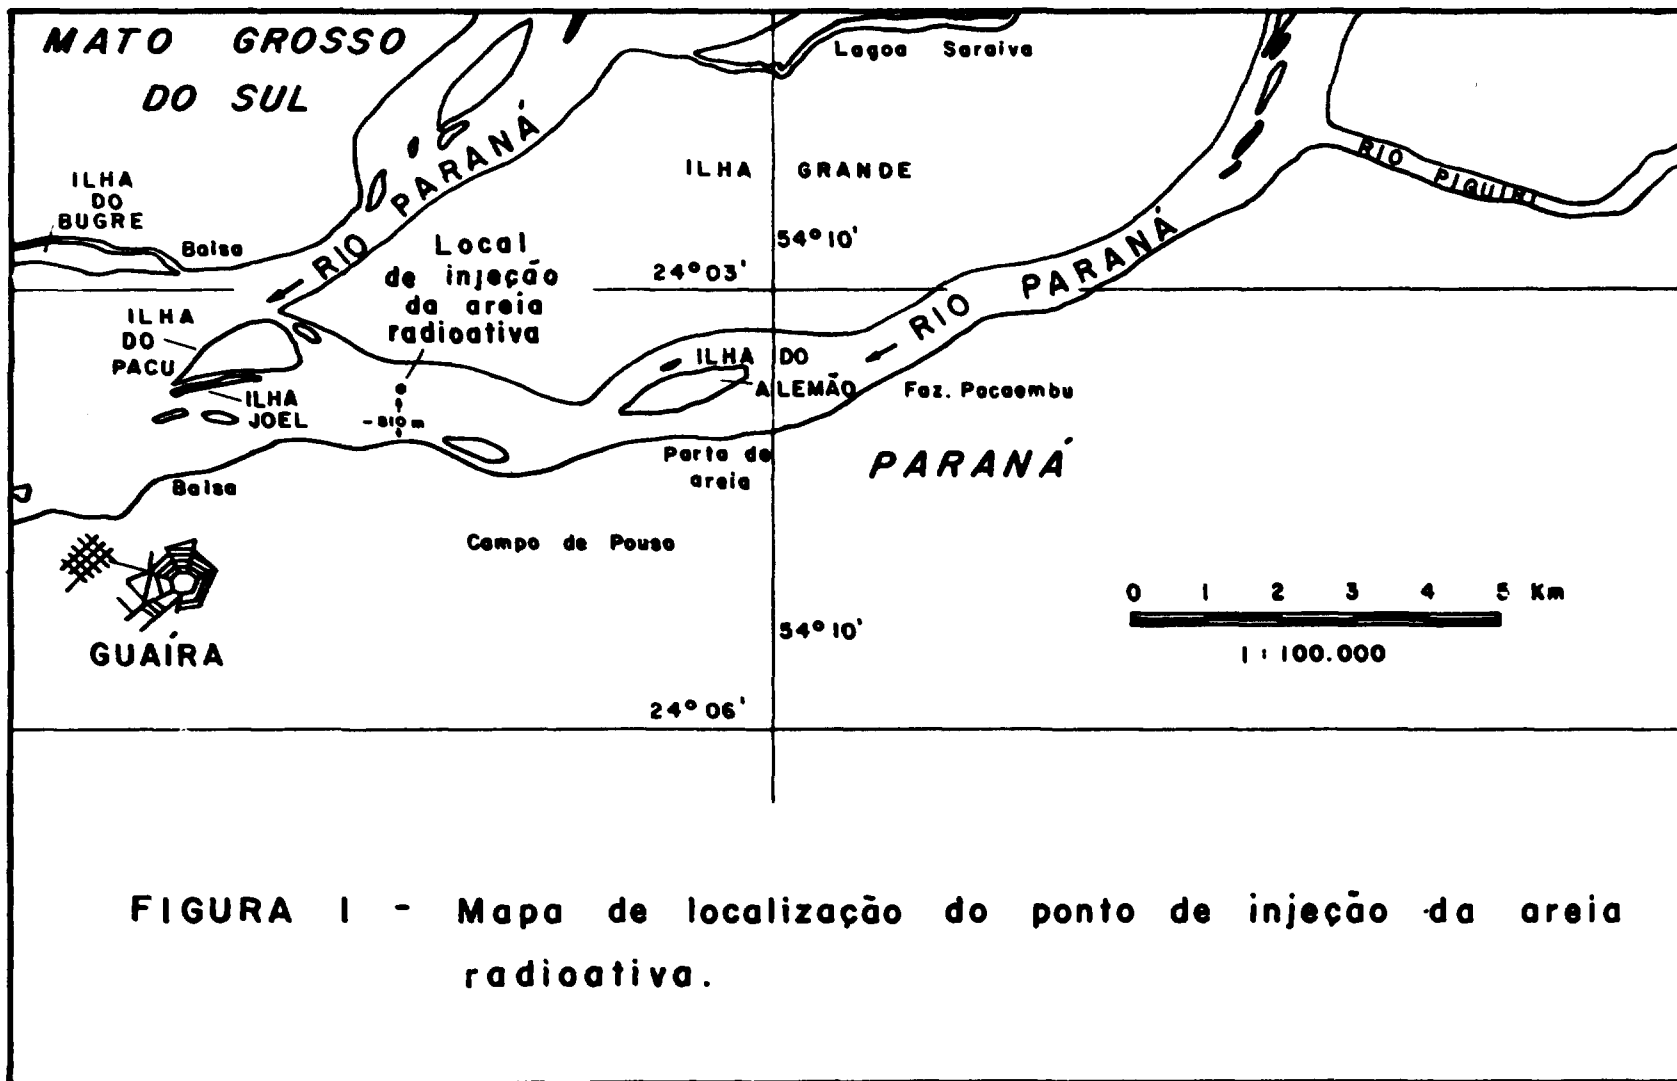 MATO GROSSO
DO SUL
Lagoa Saraiva
RIO PARANÁ
ILHA GRANDE
RIO PIQUIRI
ILHA
DO
BUGRE
Balsa
Local
de injeção
da areia
radioativa
54° 10'
24° 03'
RIO PARANÁ
ILHA
DO
PACU
ILHA
JOEL
~810m
ILHA DO
ALEMÃO
Faz. Pacaembu
Porto de
areia
PARANÁ
Balsa
Campo de Pouso
GUAÍRA
0 1 2 3 4 5 Km
1 : 100.000
54° 10'
24° 06'
FIGURA 1 - Mapa de localização do ponto de injeção da areia
radioativa.